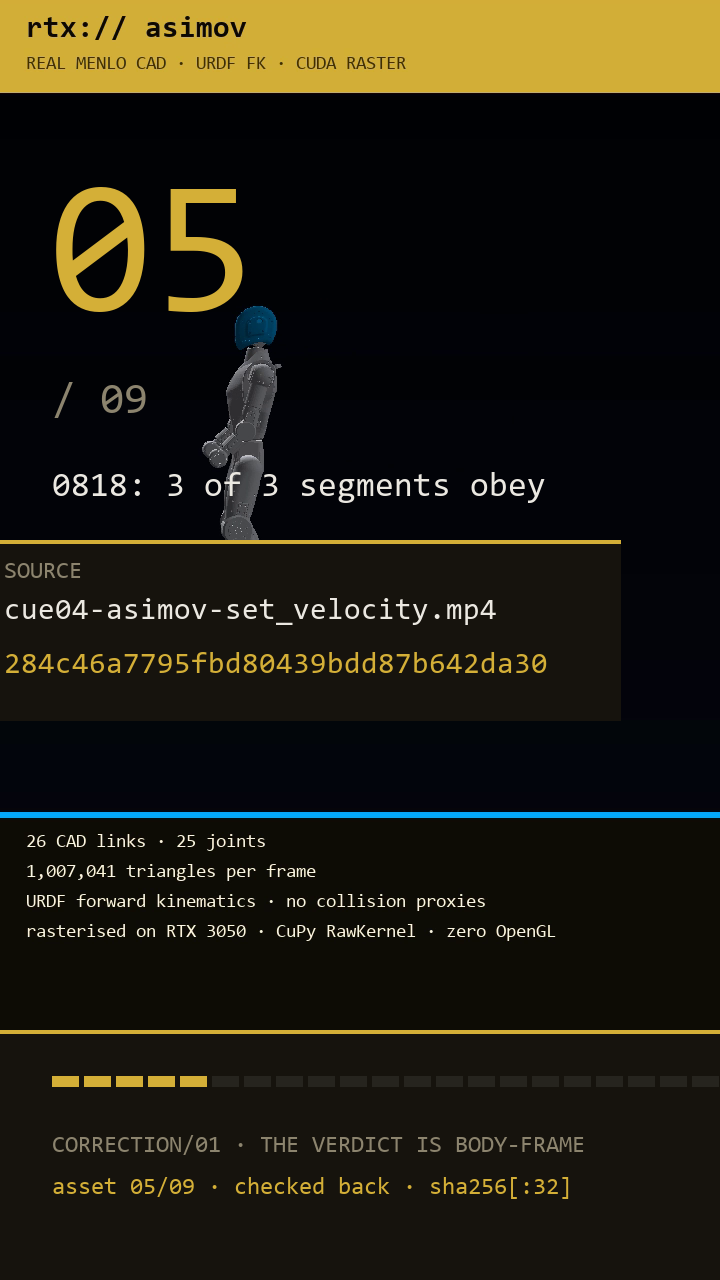 rtx:// asimov
REAL MENLO CAD · URDF FK · CUDA RASTER
05
/ 09
0818: 3 of 3 segments obey
SOURCE
cue04-asimov-set_velocity.mp4
284c46a7795fbd80439bdd87b642da30
26 CAD links · 25 joints
1,007,041 triangles per frame
URDF forward kinematics · no collision proxies
rasterised on RTX 3050 · CuPy RawKernel · zero OpenGL
CORRECTION/01 · THE VERDICT IS BODY-FRAME
asset 05/09 · checked back · sha256[:32]